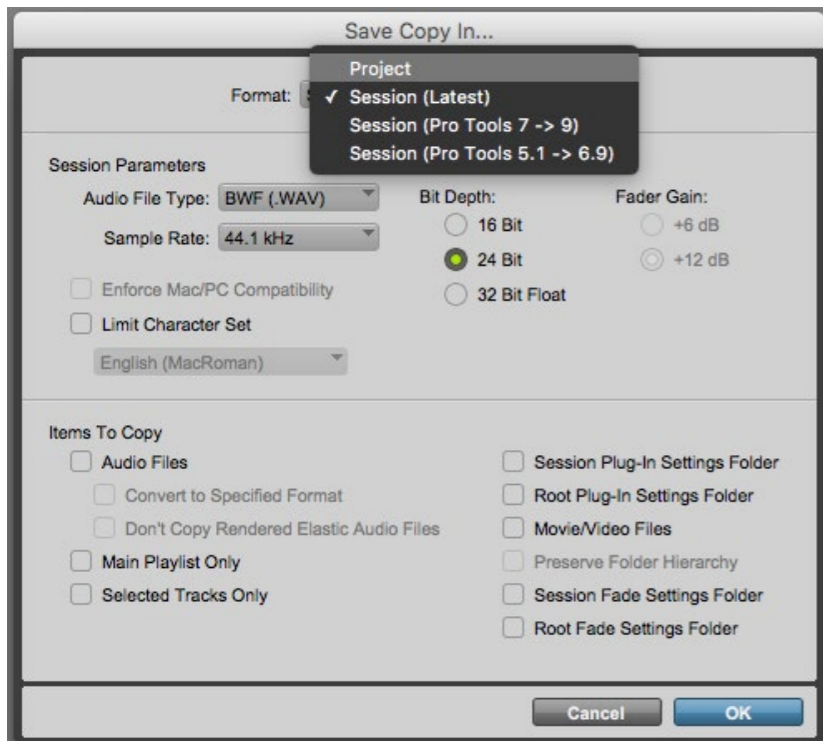 Save Copy In...
Project
Format: S ✓ Session (Latest)
Session (Pro Tools 7 -> 9)
Session (Pro Tools 5.1 -> 6.9)
Session Parameters
Audio File Type: BWF (.WAV) Bit Depth: Fader Gain:
16 Bit +6 dB
Sample Rate: 44.1 kHz
24 Bit +12 dB
Enforce Mac/PC Compatibility 32 Bit Float
Limit Character Set
English (MacRoman)
Items To Copy
Audio Files Session Plug-In Settings Folder
Convert to Specified Format Root Plug-In Settings Folder
Don't Copy Rendered Elastic Audio Files Movie/Video Files
Main Playlist Only Preserve Folder Hierarchy
Selected Tracks Only Session Fade Settings Folder
Root Fade Settings Folder
Cancel OK